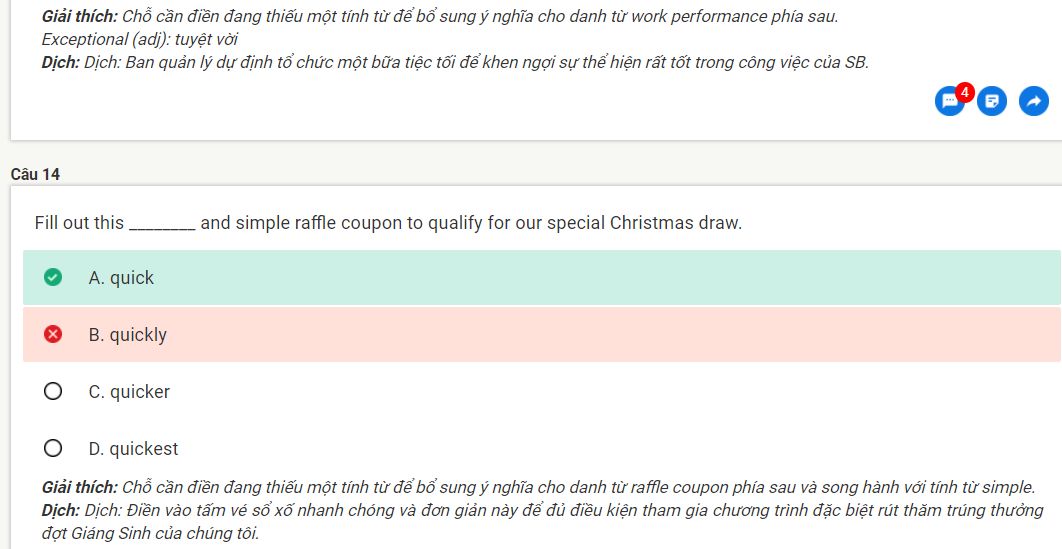 Giải thích: Chỗ cần điền đang thiếu một tính từ để bổ sung ý nghĩa cho danh từ work performance phía sau.
Exceptional (adj): tuyệt vời
Dịch: Dịch: Ban quản lý dự định tổ chức một bữa tiệc tối để khen ngợi sự thể hiện rất tốt trong công việc của SB.
4
Câu 14
Fill out this ________ and simple raffle coupon to qualify for our special Christmas draw.
A. quick
B. quickly
C. quicker
D. quickest
Giải thích: Chỗ cần điền đang thiếu một tính từ để bổ sung ý nghĩa cho danh từ raffle coupon phía sau và song hành với tính từ simple.
Dịch: Dịch: Điền vào tấm vé sổ xố nhanh chóng và đơn giản này để đủ điều kiện tham gia chương trình đặc biệt rút thăm trúng thưởng
đợt Giáng Sinh của chúng tôi.